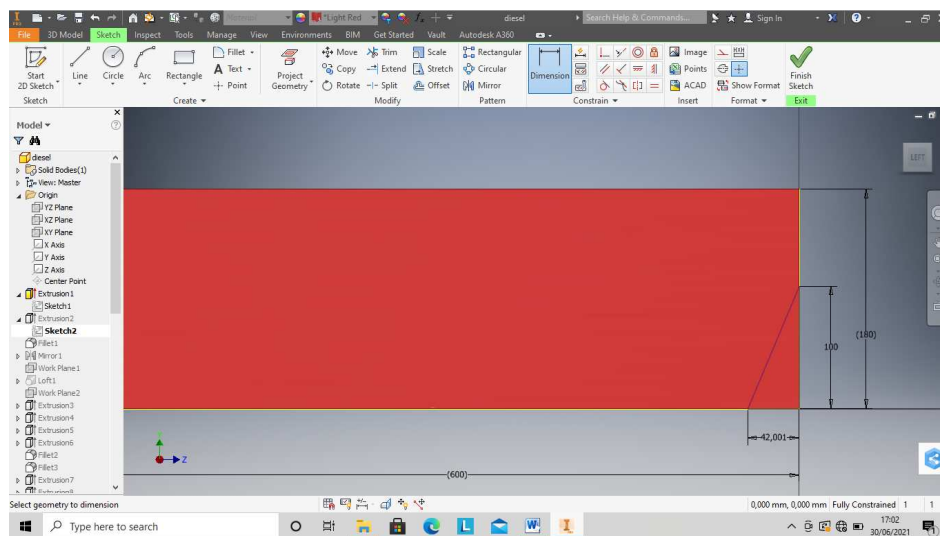 PRO
Material
*Light Red
diesel
Search Help & Commands...
Sign In
File 3D Model Sketch Inspect Tools Manage View Environments BIM Get Started Vault Autodesk A360
Start
2D Sketch
Line
Circle
Arc
Rectangle
Fillet
Text
Point
Project
Geometry
Move Trim Scale
Copy Extend Stretch
Rotate Split Offset
Rectangular
Circular
Mirror
Dimension
Image
Points
ACAD
Show Format
Finish
Sketch
Sketch Create Modify Pattern Constrain Insert Format Exit
Model
diesel
Solid Bodies(1)
View: Master
Origin
YZ Plane
XZ Plane
XY Plane
X Axis
Y Axis
Z Axis
Center Point
Extrusion1
Sketch1
Extrusion2
Sketch2
Fillet1
Mirror1
Work Plane1
Loft1
Work Plane2
Extrusion3
Extrusion4
Extrusion5
Extrusion6
Fillet2
Fillet3
Extrusion7
Extrusion8
LEFT
(180)
100
42,001
(600)
Z
Select geometry to dimension
0,000 mm, 0,000 mm Fully Constrained 1 1
Type here to search
L
W
I
17:02
30/06/2021